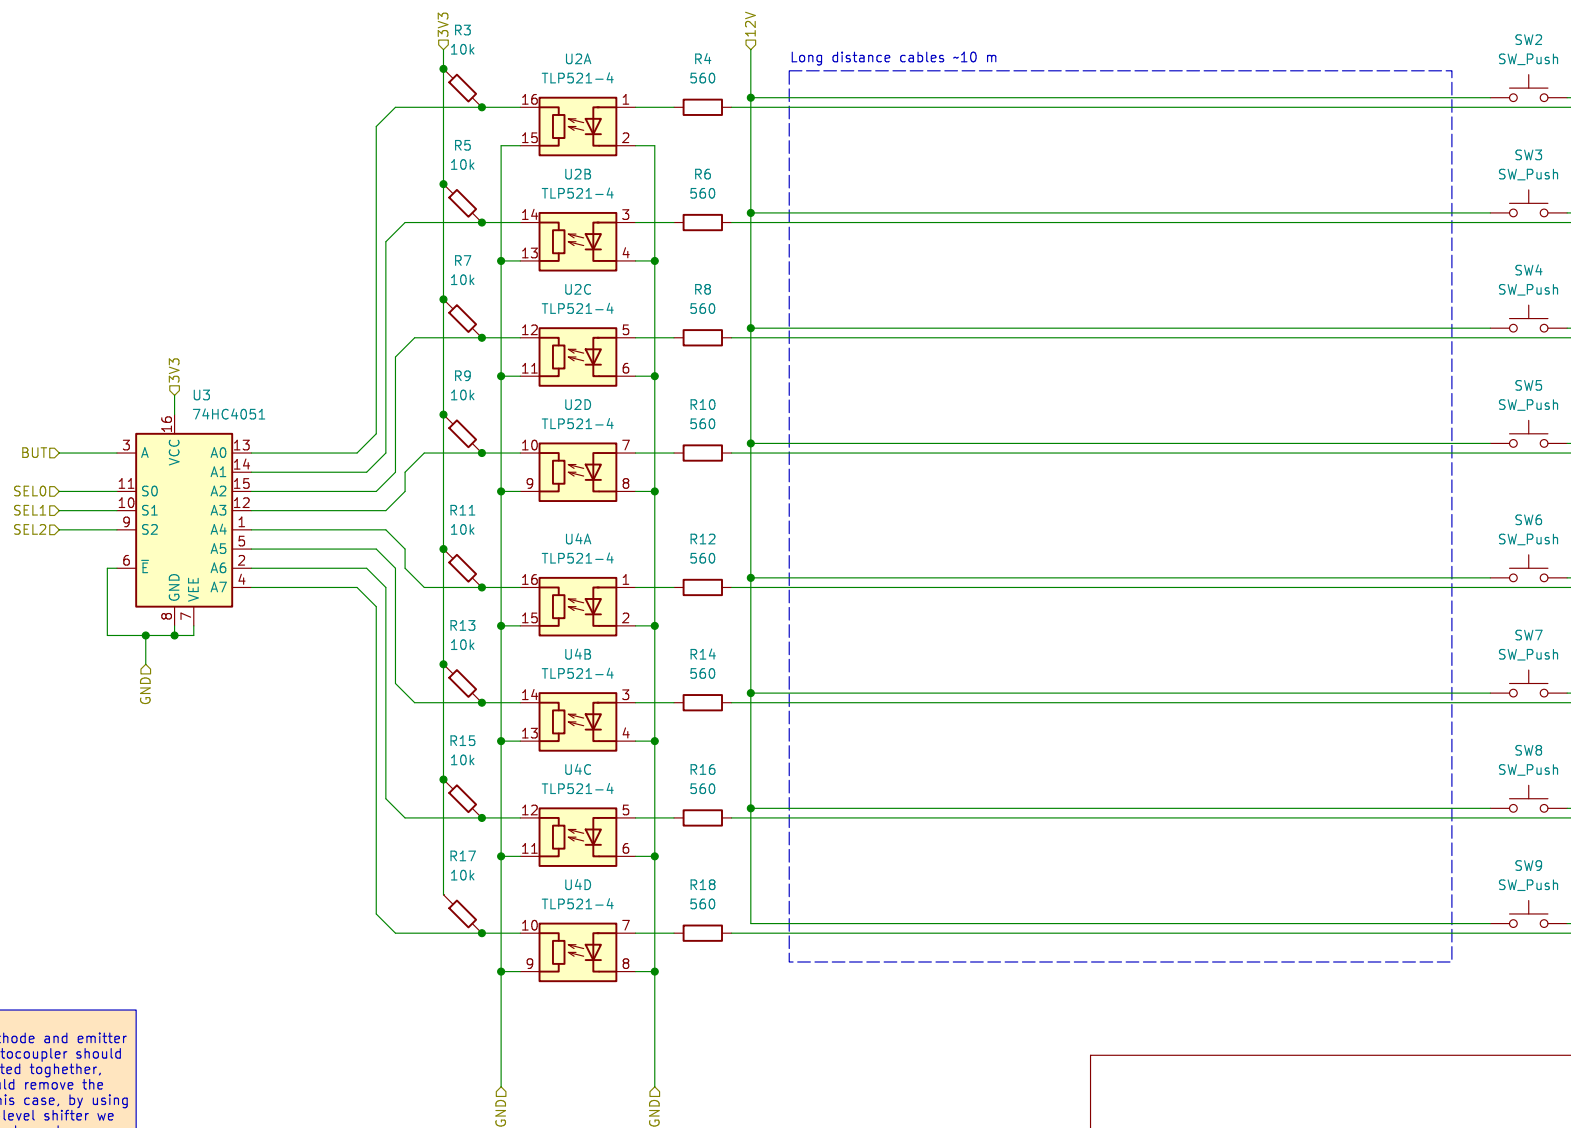 3V3
R3
10k
12V
Long distance cables ~10 m
U2A
TLP521-4
16
1
15
2
R4
560
SW2
SW_Push
R5
10k
U2B
TLP521-4
14
3
13
4
R6
560
SW3
SW_Push
R7
10k
U2C
TLP521-4
12
5
11
6
R8
560
SW4
SW_Push
R9
10k
U2D
TLP521-4
10
7
9
8
R10
560
SW5
SW_Push
R11
10k
U4A
TLP521-4
16
1
15
2
R12
560
SW6
SW_Push
R13
10k
U4B
TLP521-4
14
3
13
4
R14
560
SW7
SW_Push
R15
10k
U4C
TLP521-4
12
5
11
6
R16
560
SW8
SW_Push
R17
10k
U4D
TLP521-4
10
7
9
8
R18
560
SW9
SW_Push
3V3
U3
74HC4051
16
VCC
BUT
3
A
A0
13
A1
14
SEL0
11
S0
A2
15
SEL1
10
S1
A3
12
SEL2
9
S2
A4
1
A5
5
6
E
A6
2
A7
4
GND
VEE
8
7
GND
GND
GND
thode and emitter
tocoupler should
ted toghether,
ld remove the
his case, by using
level shifter we